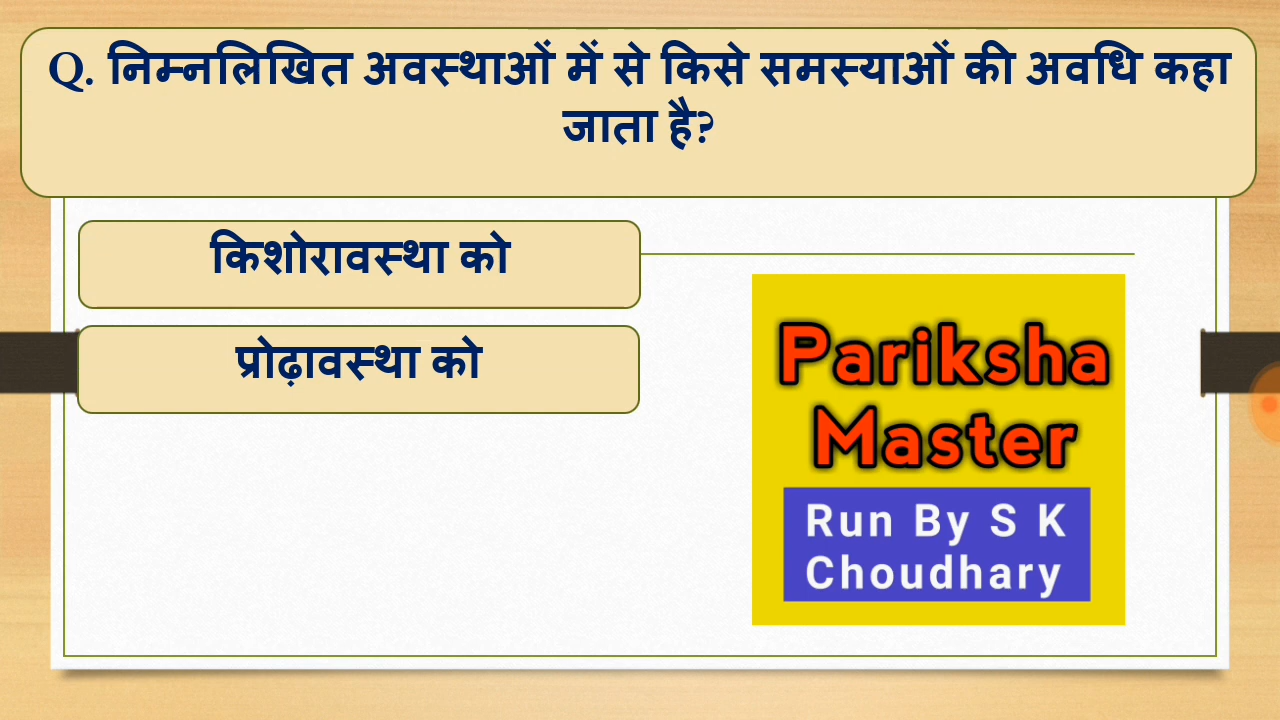 Q. निम्नलिखित अवस्थाओं में से किसे समस्याओं की अवधि कहा
जाता है?
किशोरावस्था को
प्रोढ़ावस्था को
Pariksha
Master
Run By S K
Choudhary